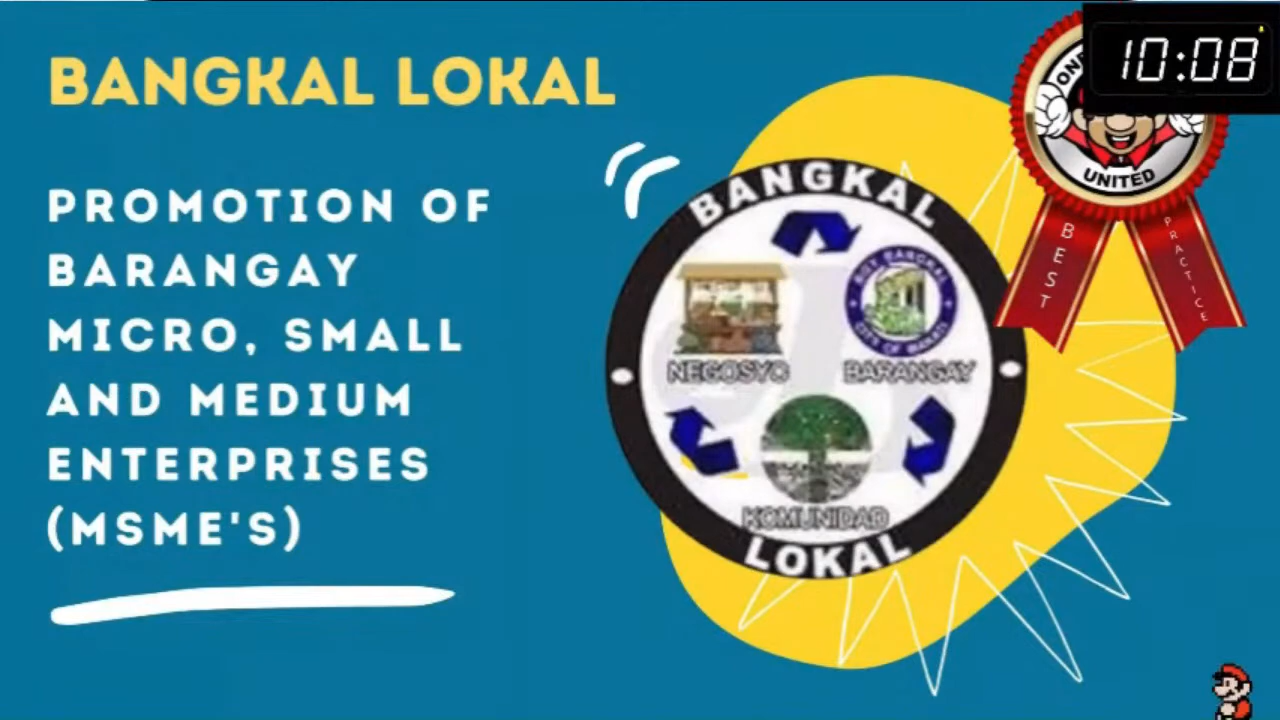 BANGKAL LOKAL
PROMOTION OF
BARANGAY
MICRO, SMALL
AND MEDIUM
ENTERPRISES
(MSME'S)
BANGKAL
NEGOSYO
BARANGAY
KOMUNIDAD
LOKAL
10:08
UNITED
BEST
PRACTICE